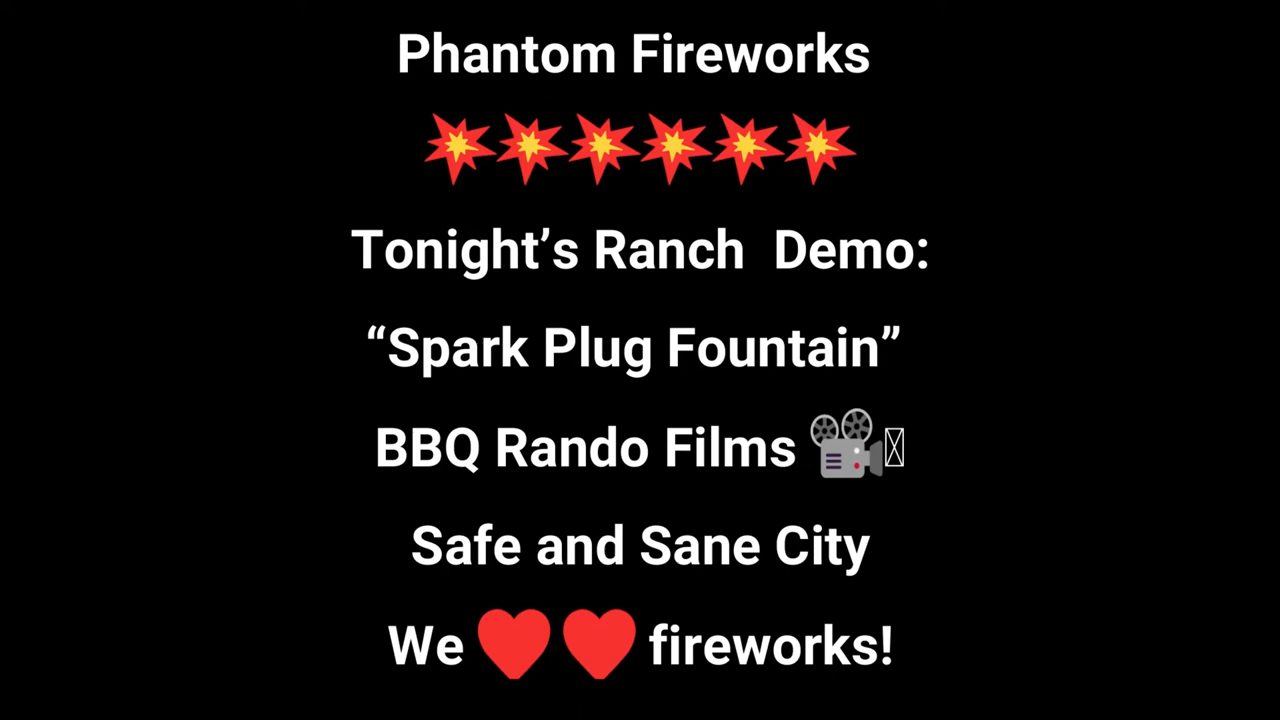 Phantom Fireworks
💥💥💥💥💥💥
Tonight’s Ranch  Demo:
“Spark Plug Fountain”
BBQ Rando Films 📽
Safe and Sane City
We ♥♥ fireworks!